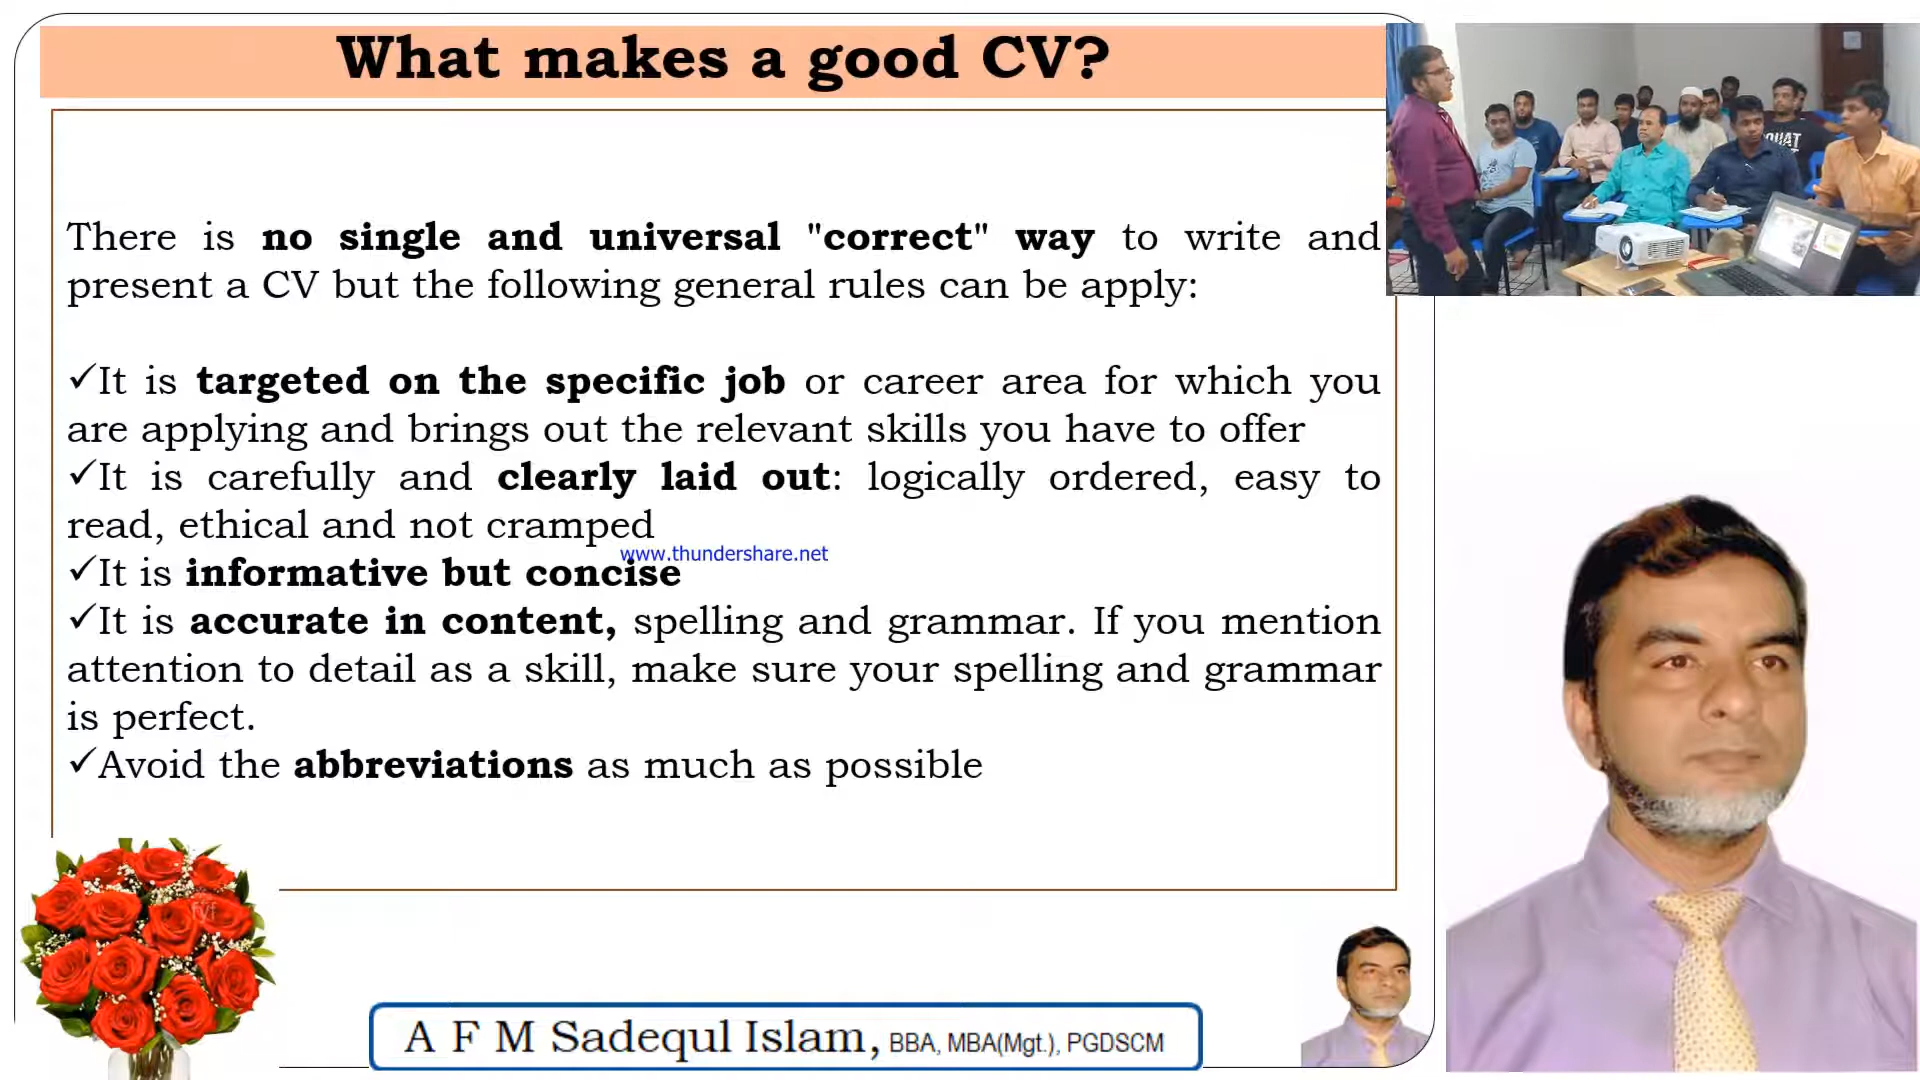 What makes a good CV?
There is no single and universal "correct" way to write and
present a CV but the following general rules can be apply:
✓It is targeted on the specific job or career area for which you
are applying and brings out the relevant skills you have to offer
✓It is carefully and clearly laid out: logically ordered, easy to
read, ethical and not cramped
www.thundershare.net
✓It is informative but concise
✓It is accurate in content, spelling and grammar. If you mention
attention to detail as a skill, make sure your spelling and grammar
is perfect.
✓Avoid the abbreviations as much as possible
fyf
A F M Sadequl Islam, BBA, MBA(Mgt.), PGDSCM